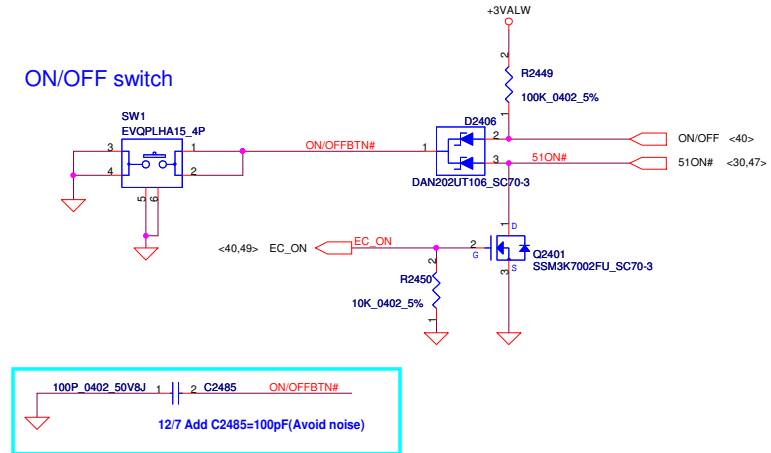 +3VALW
ON/OFF switch
2
R2449
100K_0402_5%
1
SW1
EVQPLHA15_4P
D2406
3
1
ON/OFFBTN#
1
2
ON/OFF <40>
4
2
3
51ON#
51ON# <30,47>
DAN202UT106_SC70-3
5
6
1
D
<40,49> EC_ON
EC_ON
2
G
Q2401
SSM3K7002FU_SC70-3
S
3
2
R2450
10K_0402_5%
1
100P_0402_50V8J
1
2
C2485
ON/OFFBTN#
12/7 Add C2485=100pF(Avoid noise)